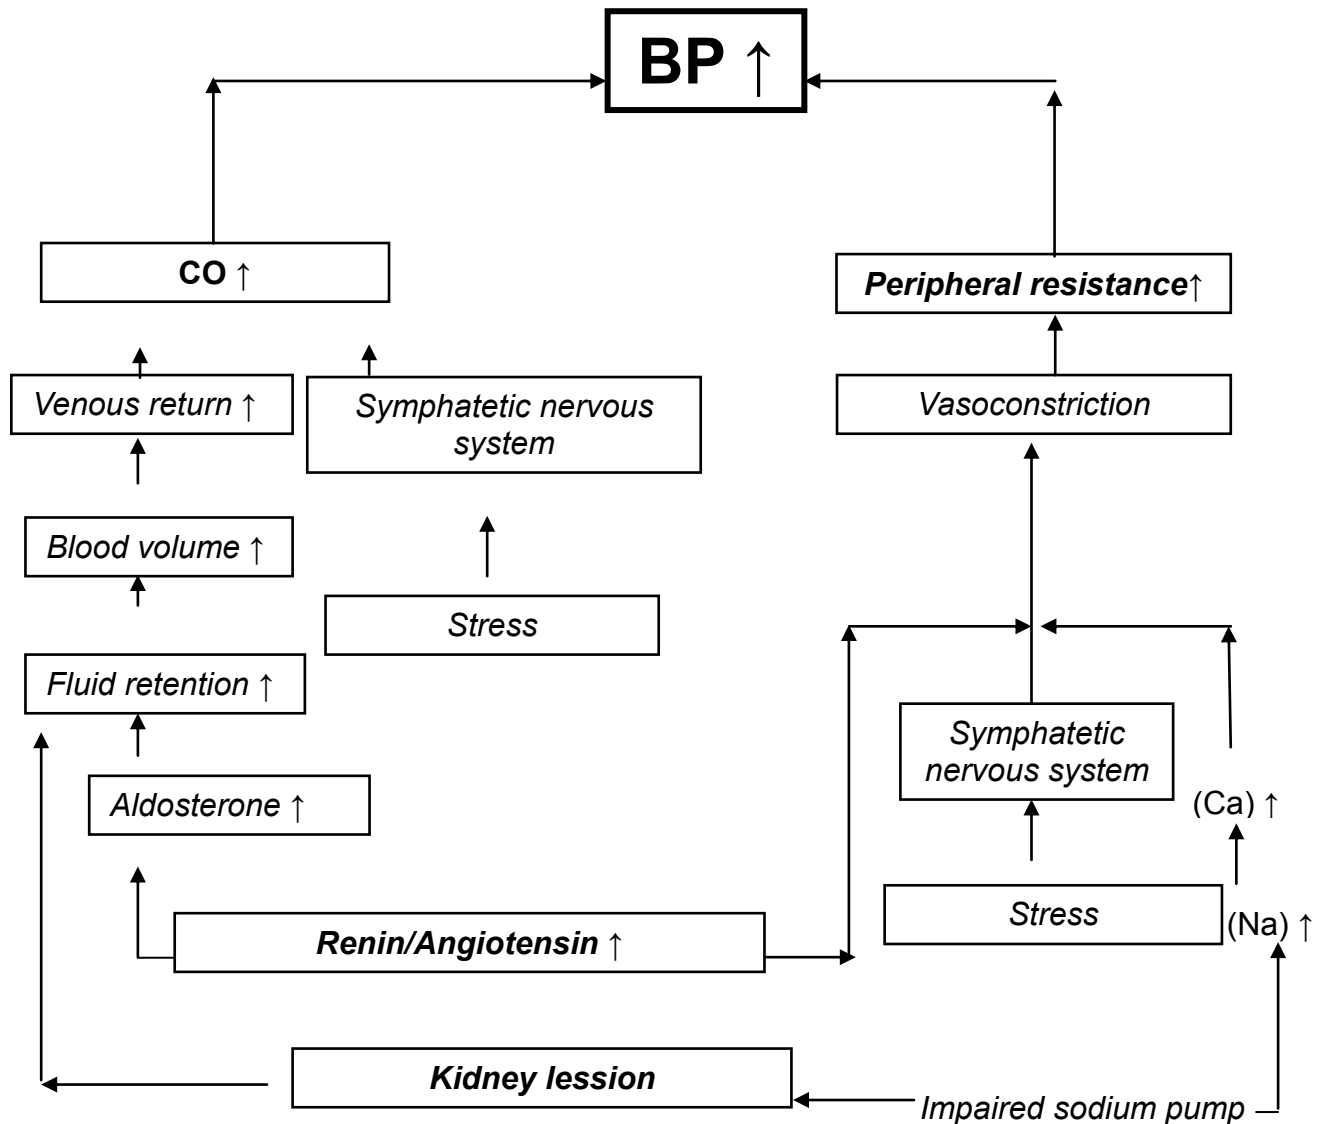 BP ↑
CO ↑
Peripheral resistance↑
Venous return ↑
Symphatetic nervous
system
Vasoconstriction
Blood volume ↑
Stress
Fluid retention ↑
Symphatetic
nervous system
Aldosterone ↑
(Ca) ↑
Stress
(Na) ↑
Renin/Angiotensin ↑
Kidney lession
Impaired sodium pump